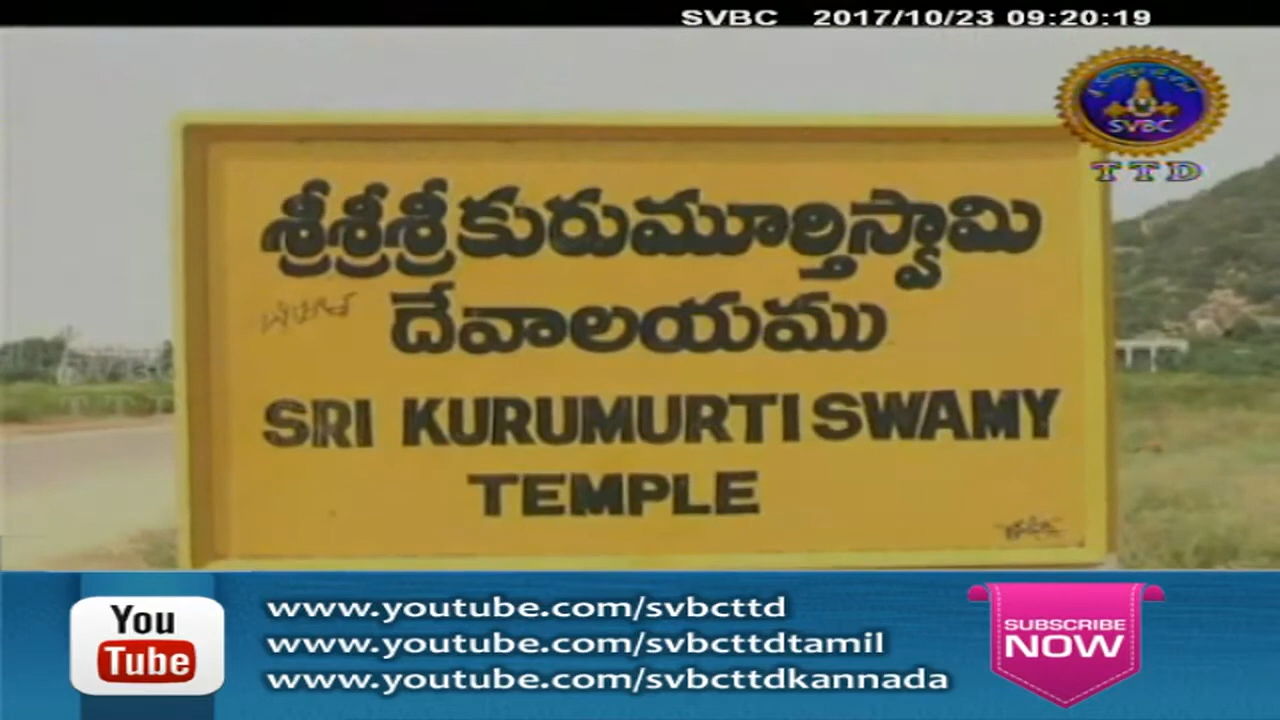 SVBC 2017/10/23 09:20:19
SVBC
TTD
శ్రీశ్రీశ్రీ కురుమూర్తిస్వామి
దేవాలయము
SRI KURUMURTI SWAMY
TEMPLE
You
Tube
www.youtube.com/svbcttd
www.youtube.com/svbcttdtamil
www.youtube.com/svbcttdkannada
SUBSCRIBE
NOW